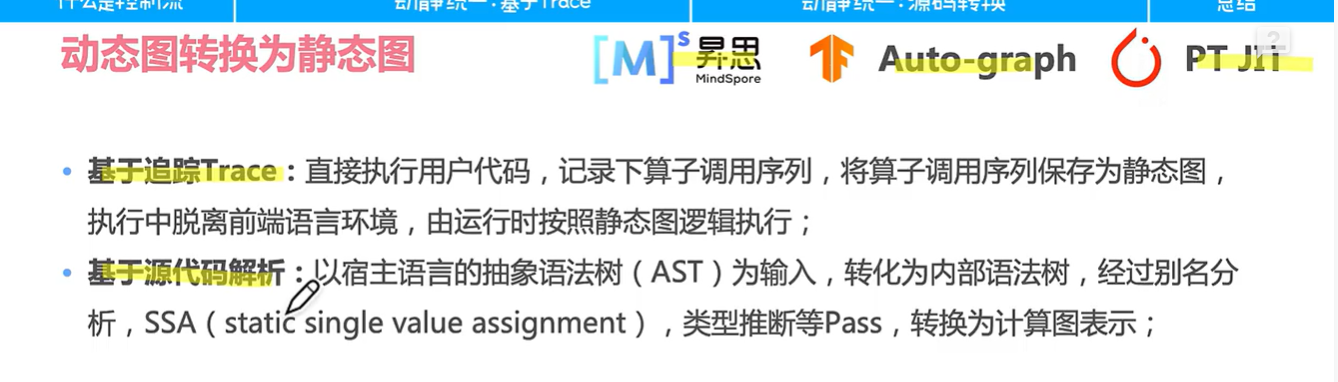 什么是控制流
动静统一：基于Trace
动静统一：源码转换
总结
动态图转换为静态图
[M]s 昇思
MindSpore
Auto-graph
PT JIT
?
• 基于追踪Trace：直接执行用户代码，记录下算子调用序列，将算子调用序列保存为静态图，
执行中脱离前端语言环境，由运行时按照静态图逻辑执行；
• 基于源代码解析：以宿主语言的抽象语法树（AST）为输入，转化为内部语法树，经过别名分
析，SSA（static single value assignment），类型推断等Pass，转换为计算图表示；